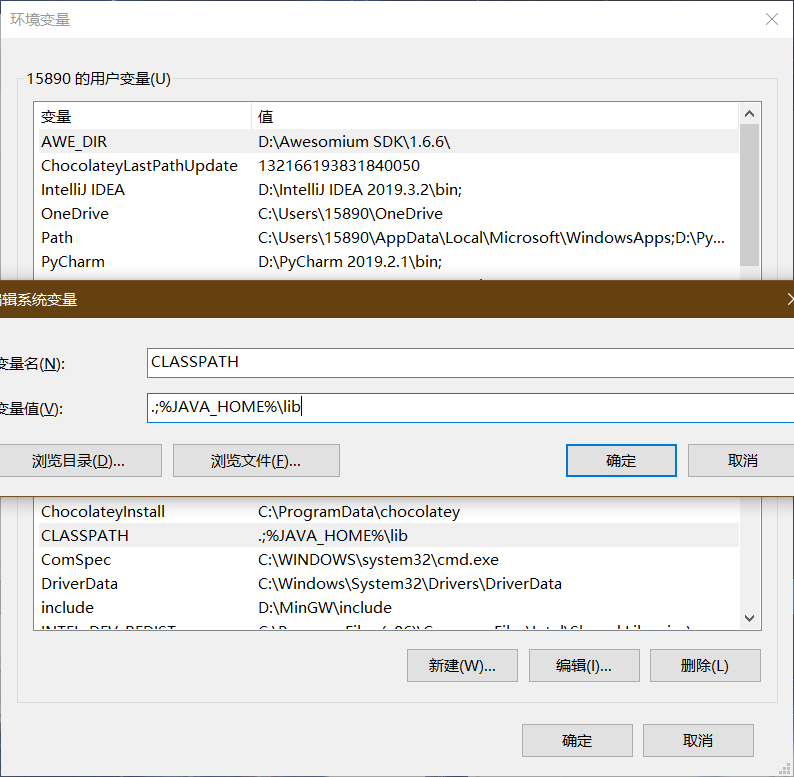 环境变量
15890 的用户变量(U)
变量 值
AWE_DIR D:\Awesomium SDK\1.6.6\
ChocolateyLastPathUpdate 132166193831840050
IntelliJ IDEA D:\IntelliJ IDEA 2019.3.2\bin;
OneDrive C:\Users\15890\OneDrive
Path C:\Users\15890\AppData\Local\Microsoft\WindowsApps;D:\Py...
PyCharm D:\PyCharm 2019.2.1\bin;
编辑系统变量
变量名(N):
CLASSPATH
变量值(V):
.;%JAVA_HOME%\lib
浏览目录(D)... 浏览文件(F)... 确定 取消
ChocolateyInstall C:\ProgramData\chocolatey
CLASSPATH .;%JAVA_HOME%\lib
ComSpec C:\WINDOWS\system32\cmd.exe
DriverData C:\Windows\System32\Drivers\DriverData
include D:\MinGW\include
新建(W)... 编辑(I)... 删除(L)
确定 取消